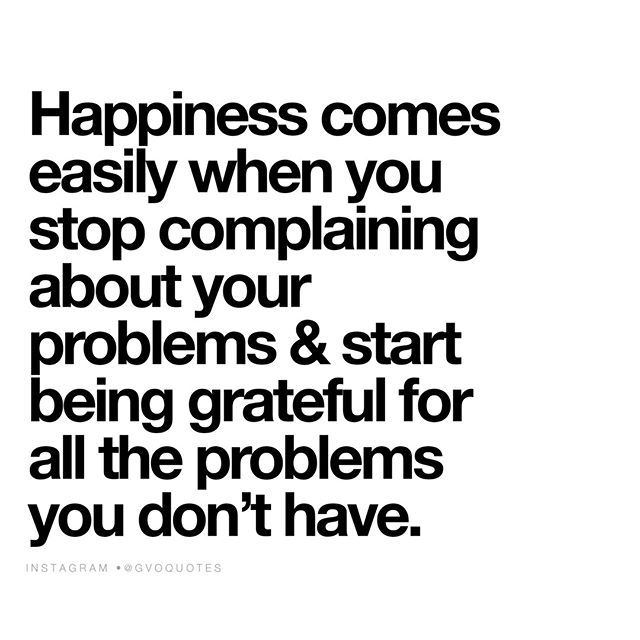 Happiness comes
easily when you
stop complaining
about your
problems & start
being grateful for
all the problems
you don’t have.
INSTAGRAM •@GVOQUOTES